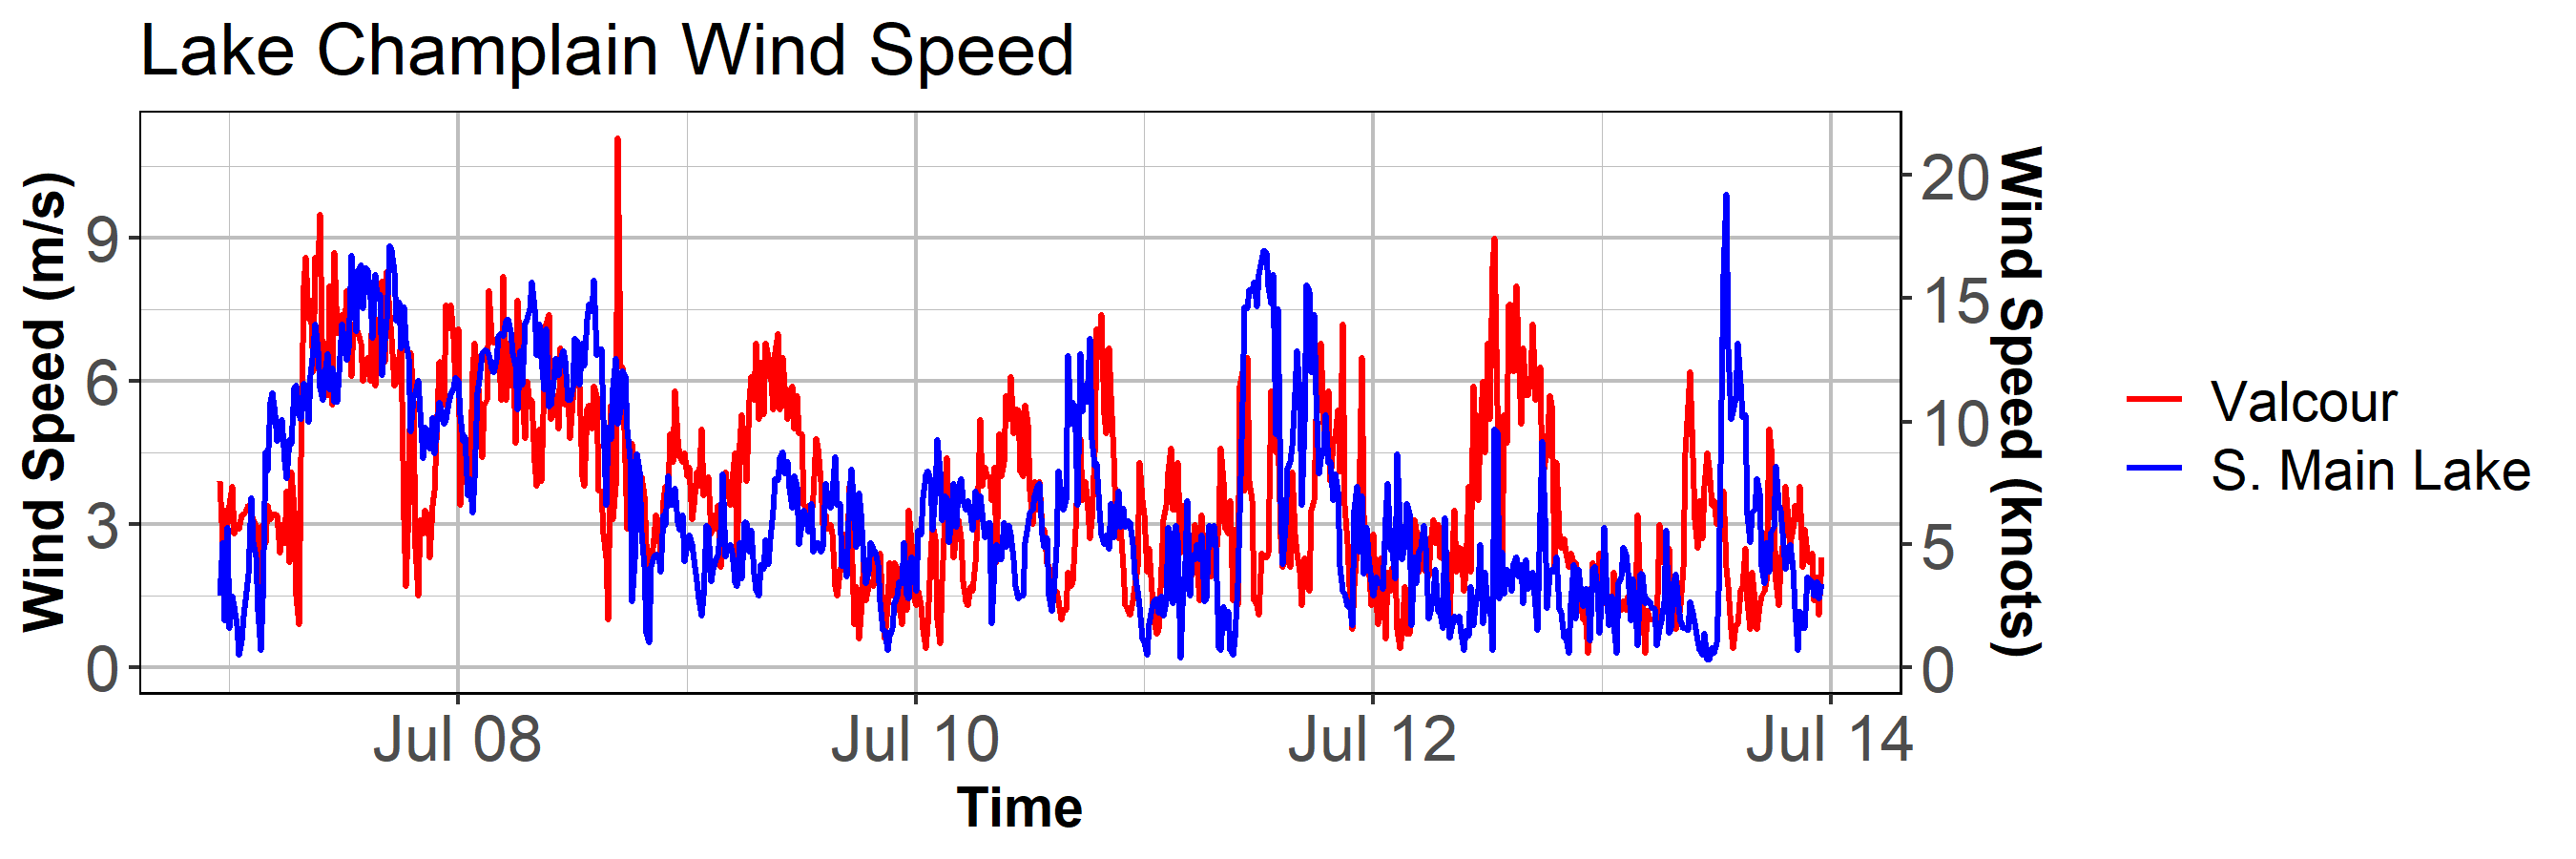 Lake Champlain Wind Speed
Wind Speed (m/s)
9
6
3
0
20
15
10
5
0
Wind Speed (knots)
Jul 08
Jul 10
Jul 12
Jul 14
Time
Valcour
S. Main Lake